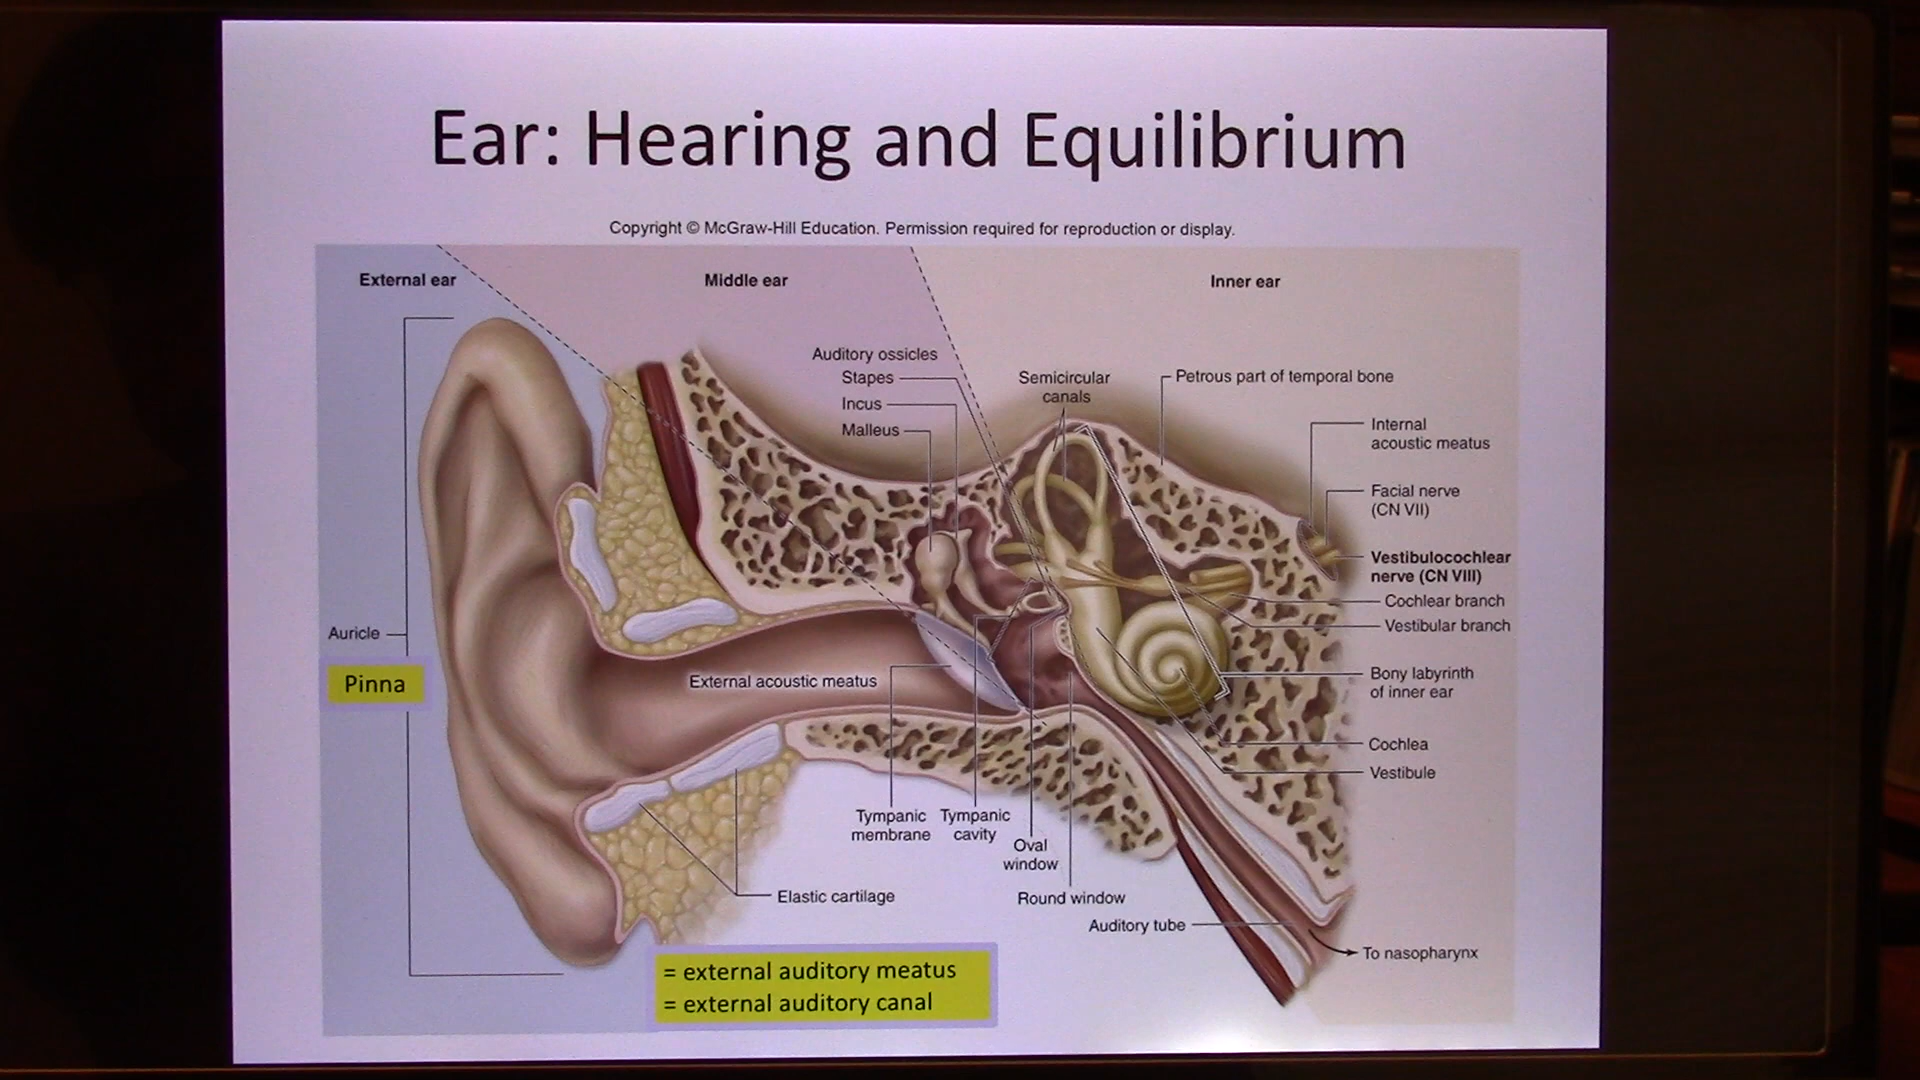 Ear: Hearing and Equilibrium
Copyright © McGraw-Hill Education. Permission required for reproduction or display.
External ear
Middle ear
Inner ear
Auditory ossicles
Stapes
Incus
Malleus
Semicircular
canals
Petrous part of temporal bone
Internal
acoustic meatus
Facial nerve
(CN VII)
Vestibulocochlear
nerve (CN VIII)
Cochlear branch
Vestibular branch
Auricle
Pinna
External acoustic meatus
Bony labyrinth
of inner ear
Cochlea
Vestibule
Tympanic
membrane
Tympanic
cavity
Oval
window
Round window
Elastic cartilage
Auditory tube
To nasopharynx
= external auditory meatus
= external auditory canal